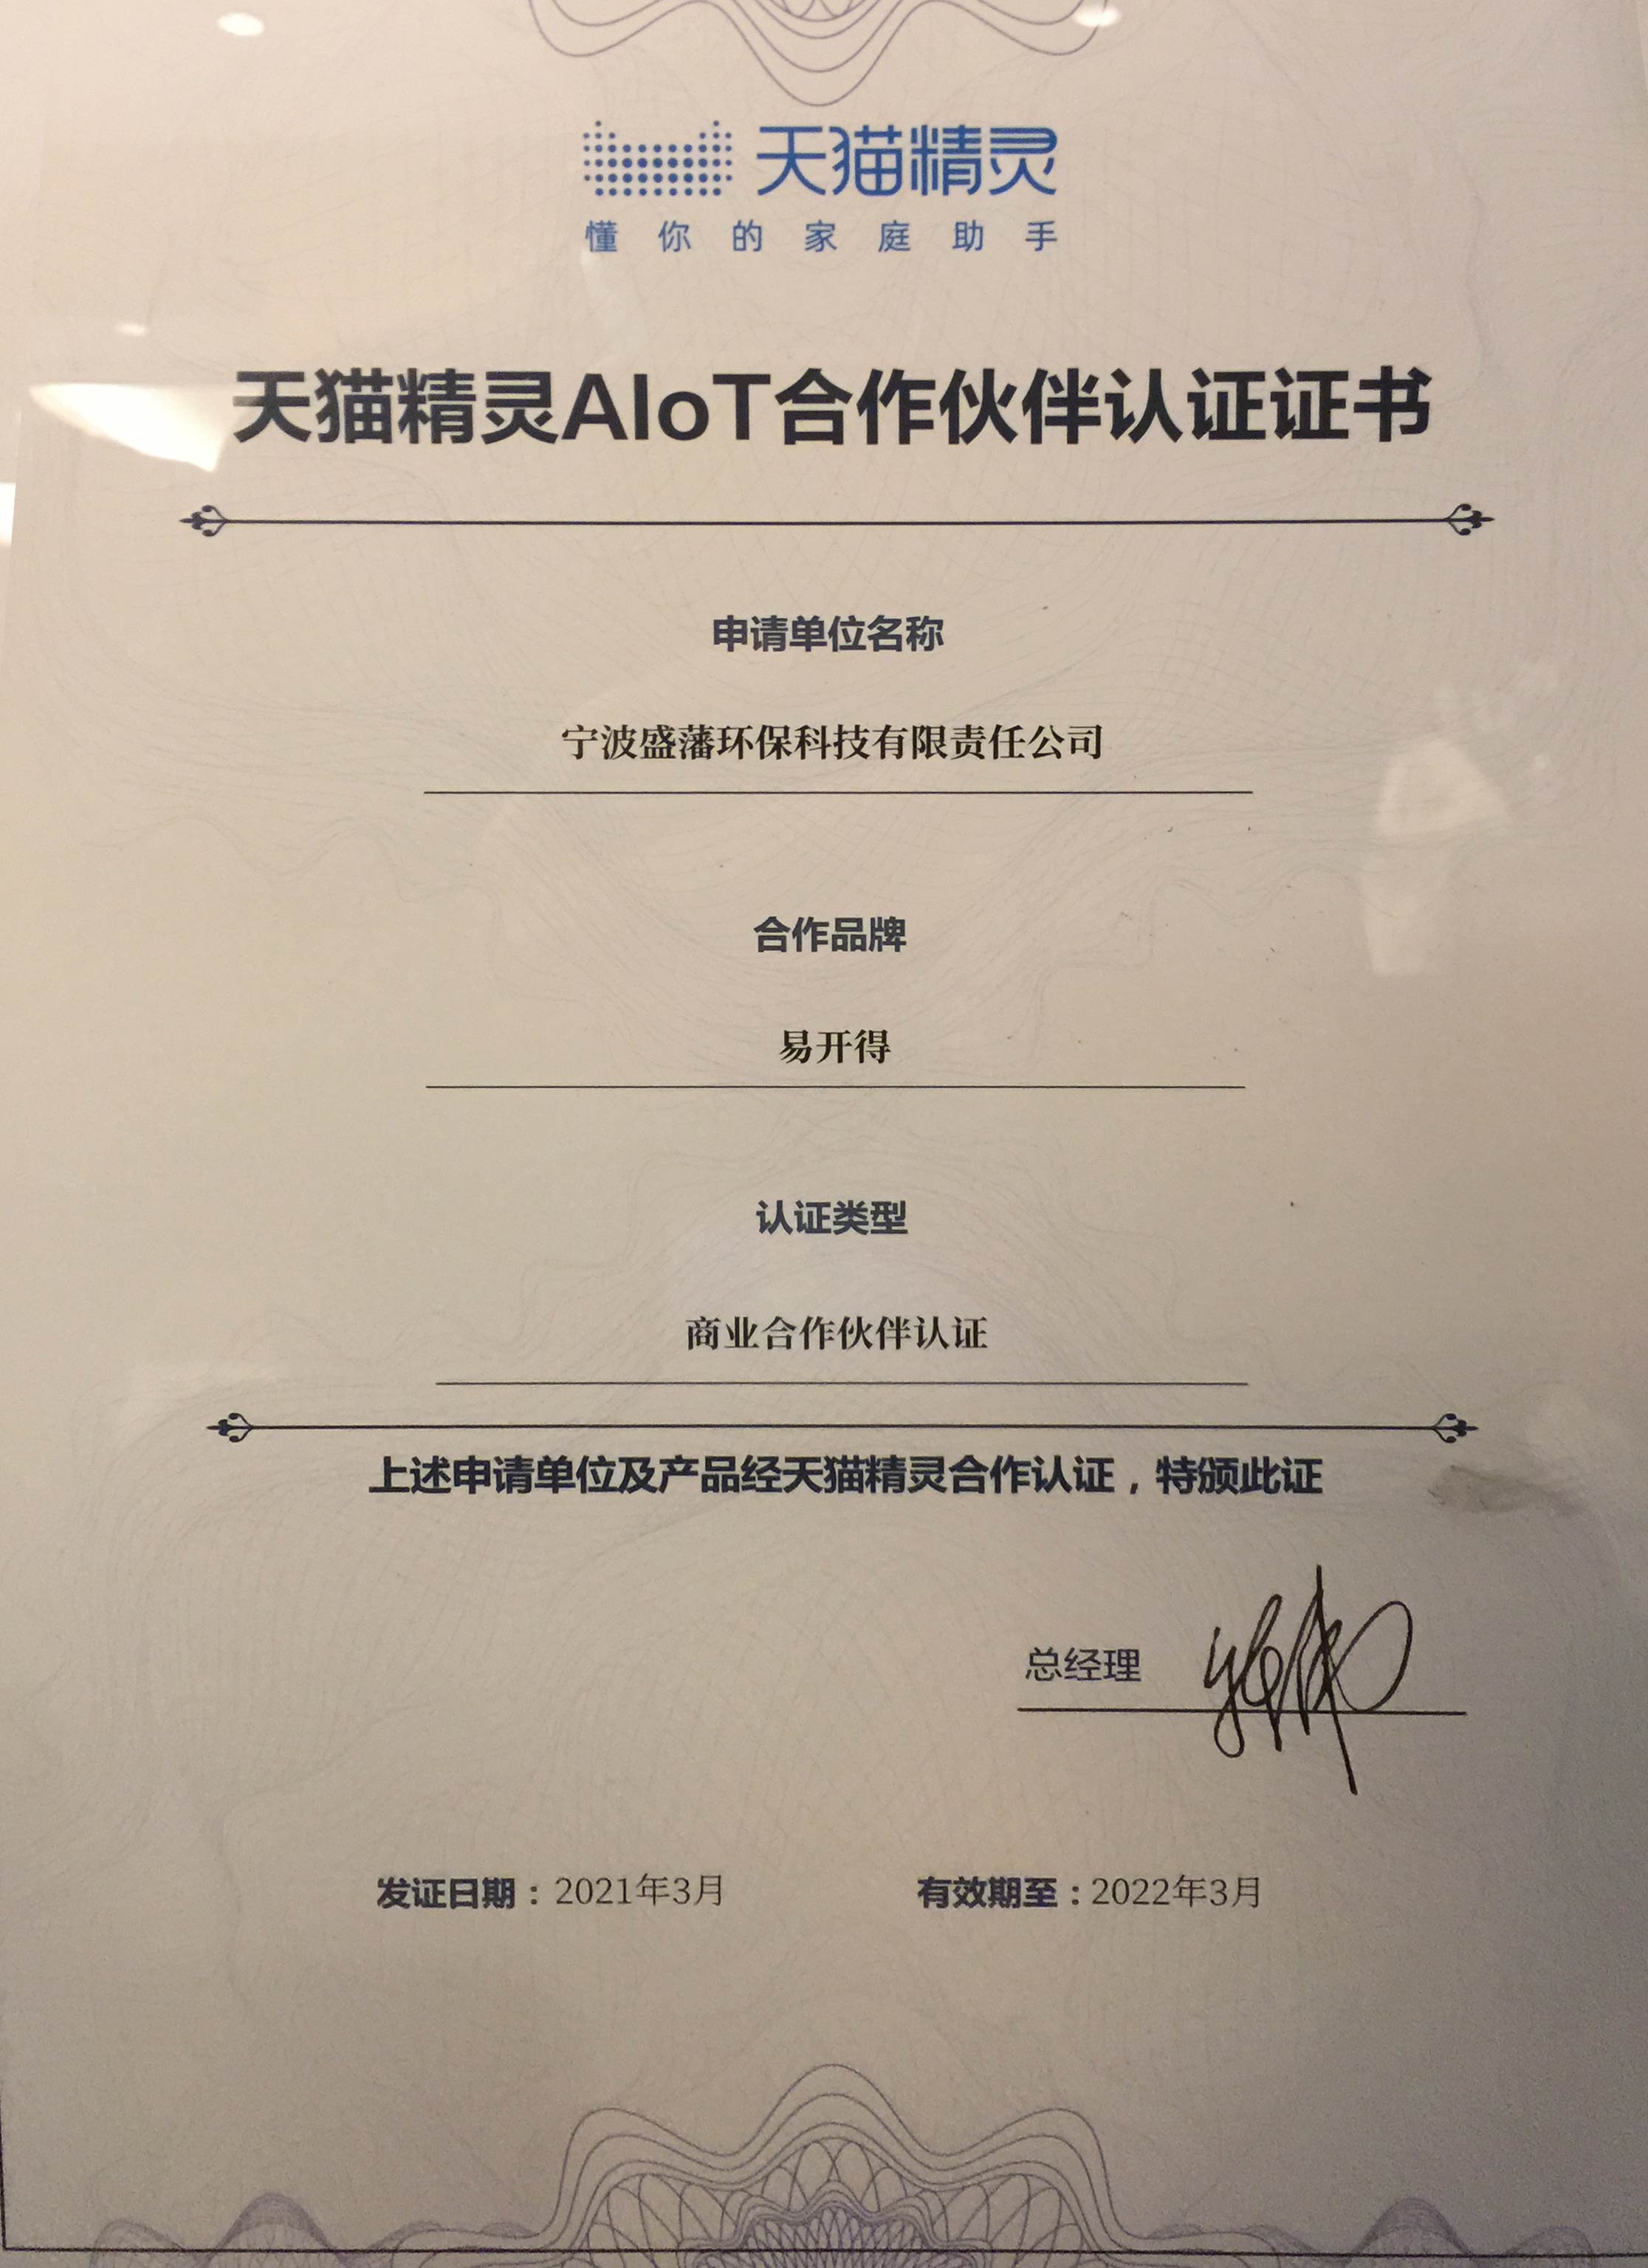 天猫精灵
懂你的家庭助手
天猫精灵AIoT合作伙伴认证证书
申请单位名称
宁波盛藩环保科技有限责任公司
合作品牌
易开得
认证类型
商业合作伙伴认证
上述申请单位及产品经天猫精灵合作认证，特颁此证
总经理
发证日期：2021年3月 有效期至：2022年3月